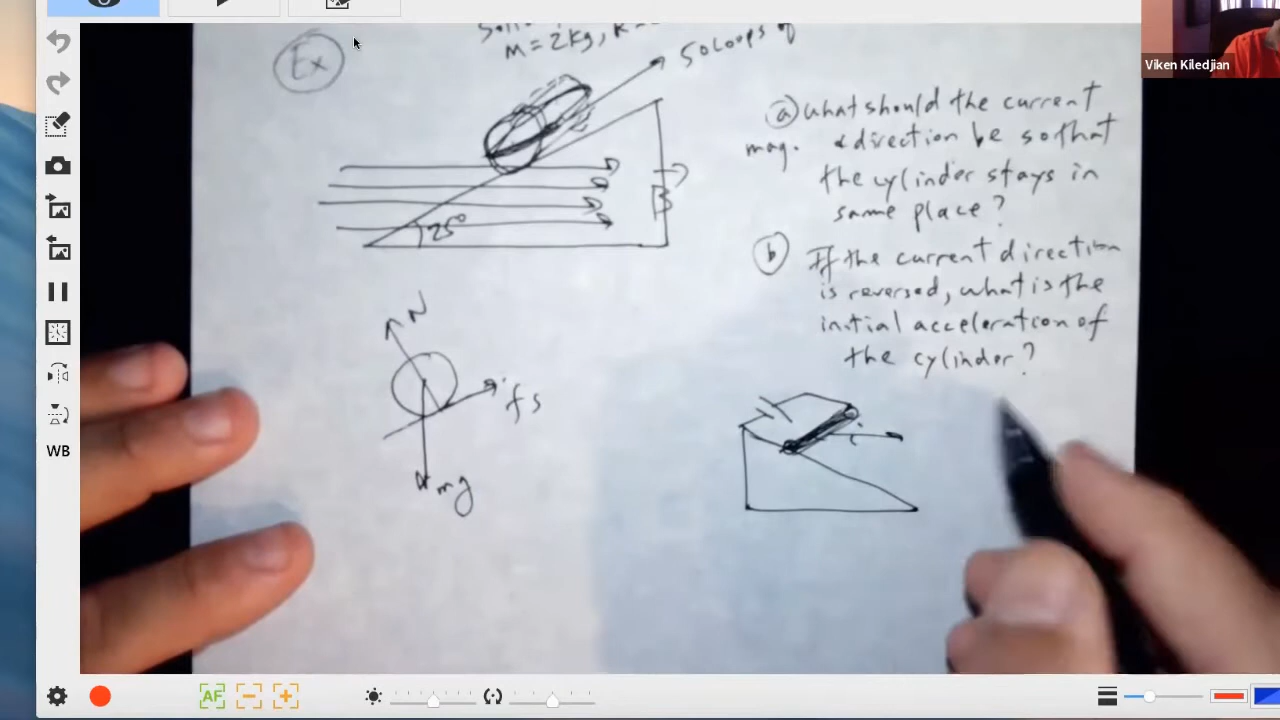 Ex
m = 2kg,
50 loops of
25°
B
N
fs
mg
ⓐ what should the current
mag. & direction be so that
the cylinder stays in
same place?
ⓑ If the current direction
is reversed, what is the
initial acceleration of
the cylinder?
i
Viken Kiledjian
WB
AF